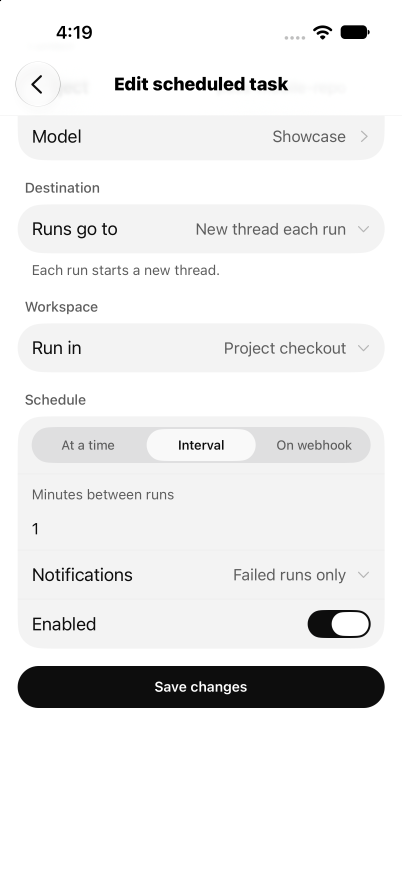 4:19
Edit scheduled task
Model
Showcase
Destination
Runs go to
New thread each run
Each run starts a new thread.
Workspace
Run in
Project checkout
Schedule
At a time
Interval
On webhook
Minutes between runs
1
Notifications
Failed runs only
Enabled
Save changes